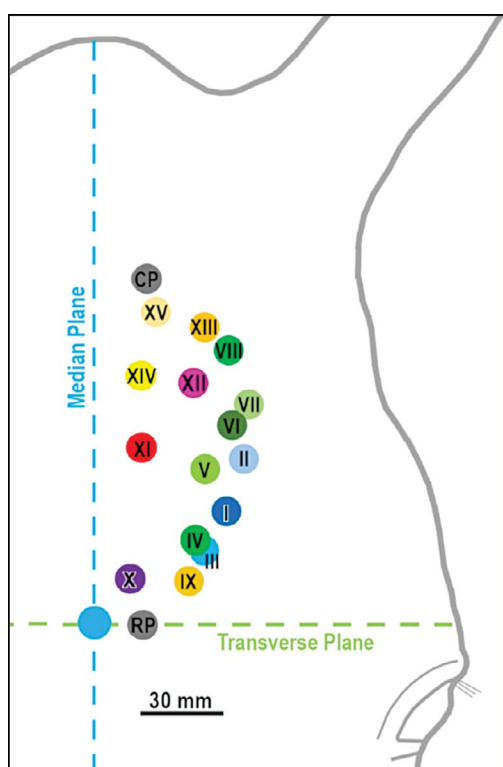 CP
XV
XIII
VIII
Median Plane
XIV
XII
VII
VI
XI
V
II
I
IV
III
X
IX
RP
Transverse Plane
30 mm